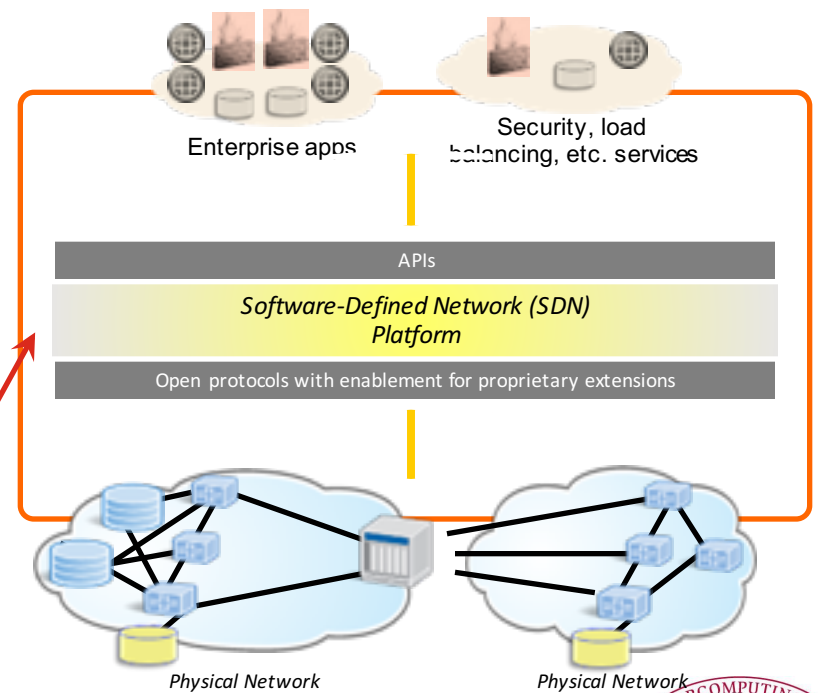 Enterprise apps
Security, load
balancing, etc. services
APIs
Software-Defined Network (SDN)
Platform
Open protocols with enablement for proprietary extensions
Physical Network
Physical Network